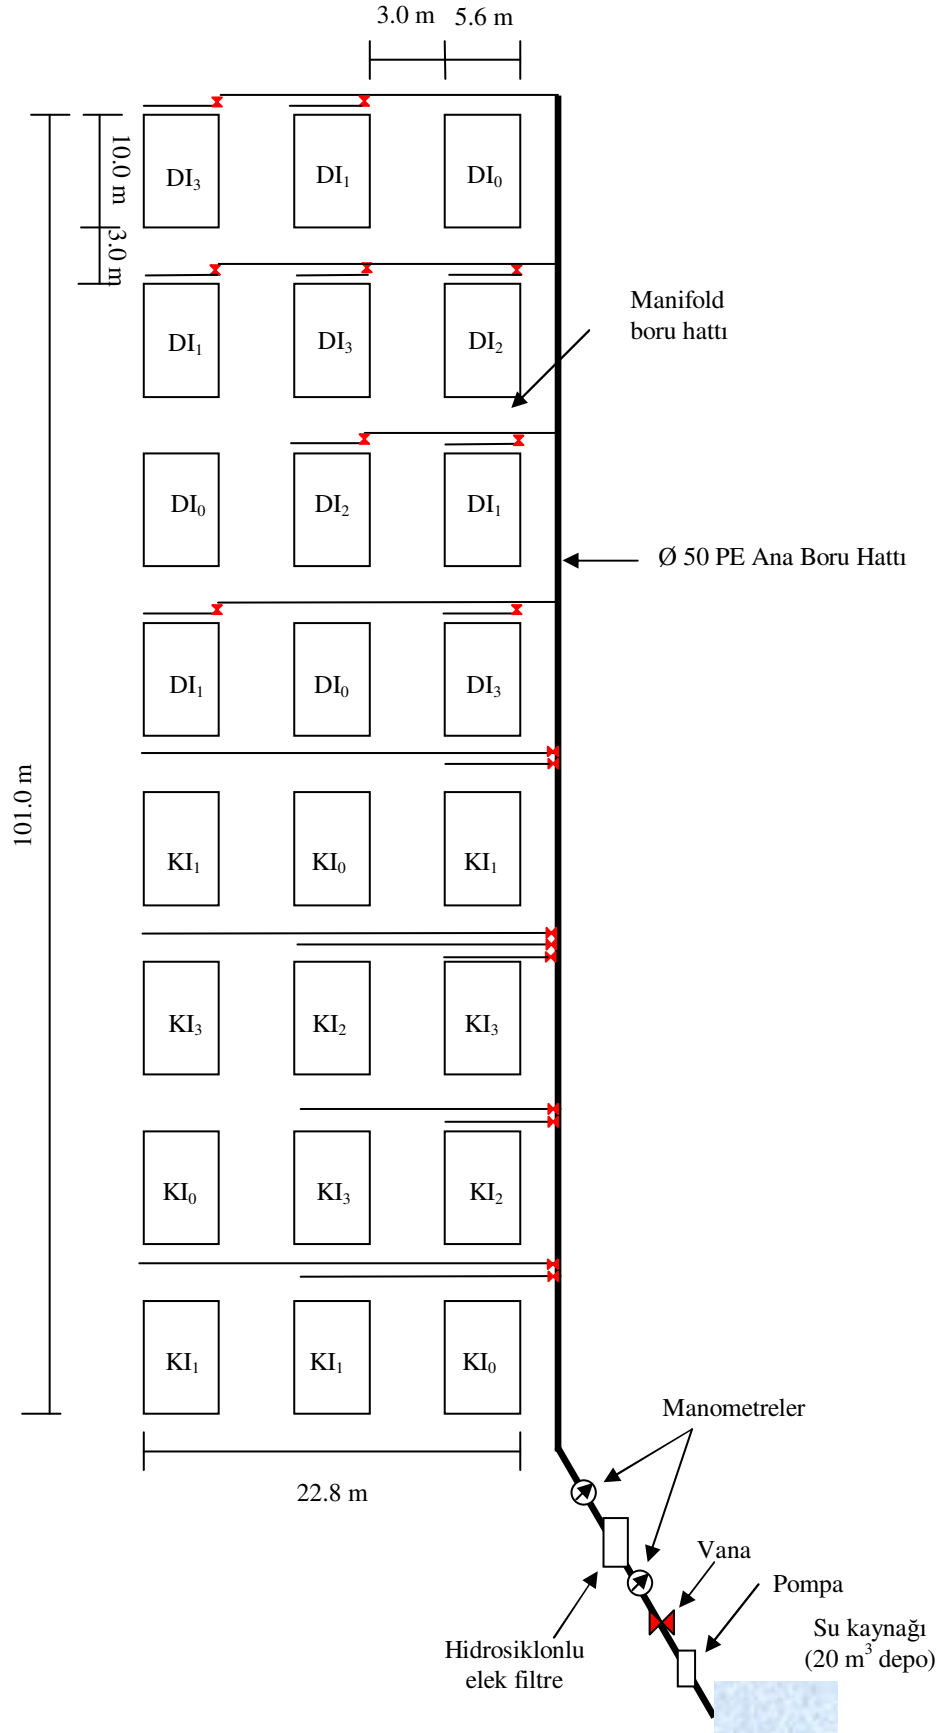 3.0 m 5.6 m
10.0 m
3.0 m
DI₃ DI₁ DI₀
DI₁ DI₃ DI₂
Manifold
boru hattı
DI₀ DI₂ DI₁
Ø 50 PE Ana Boru Hattı
DI₁ DI₀ DI₃
101.0 m
KI₁ KI₀ KI₁
KI₃ KI₂ KI₃
KI₀ KI₃ KI₂
KI₁ KI₁ KI₀
22.8 m
Manometreler
Vana
Pompa
Hidrosiklonlu
elek filtre
Su kaynağı
(20 m³ depo)